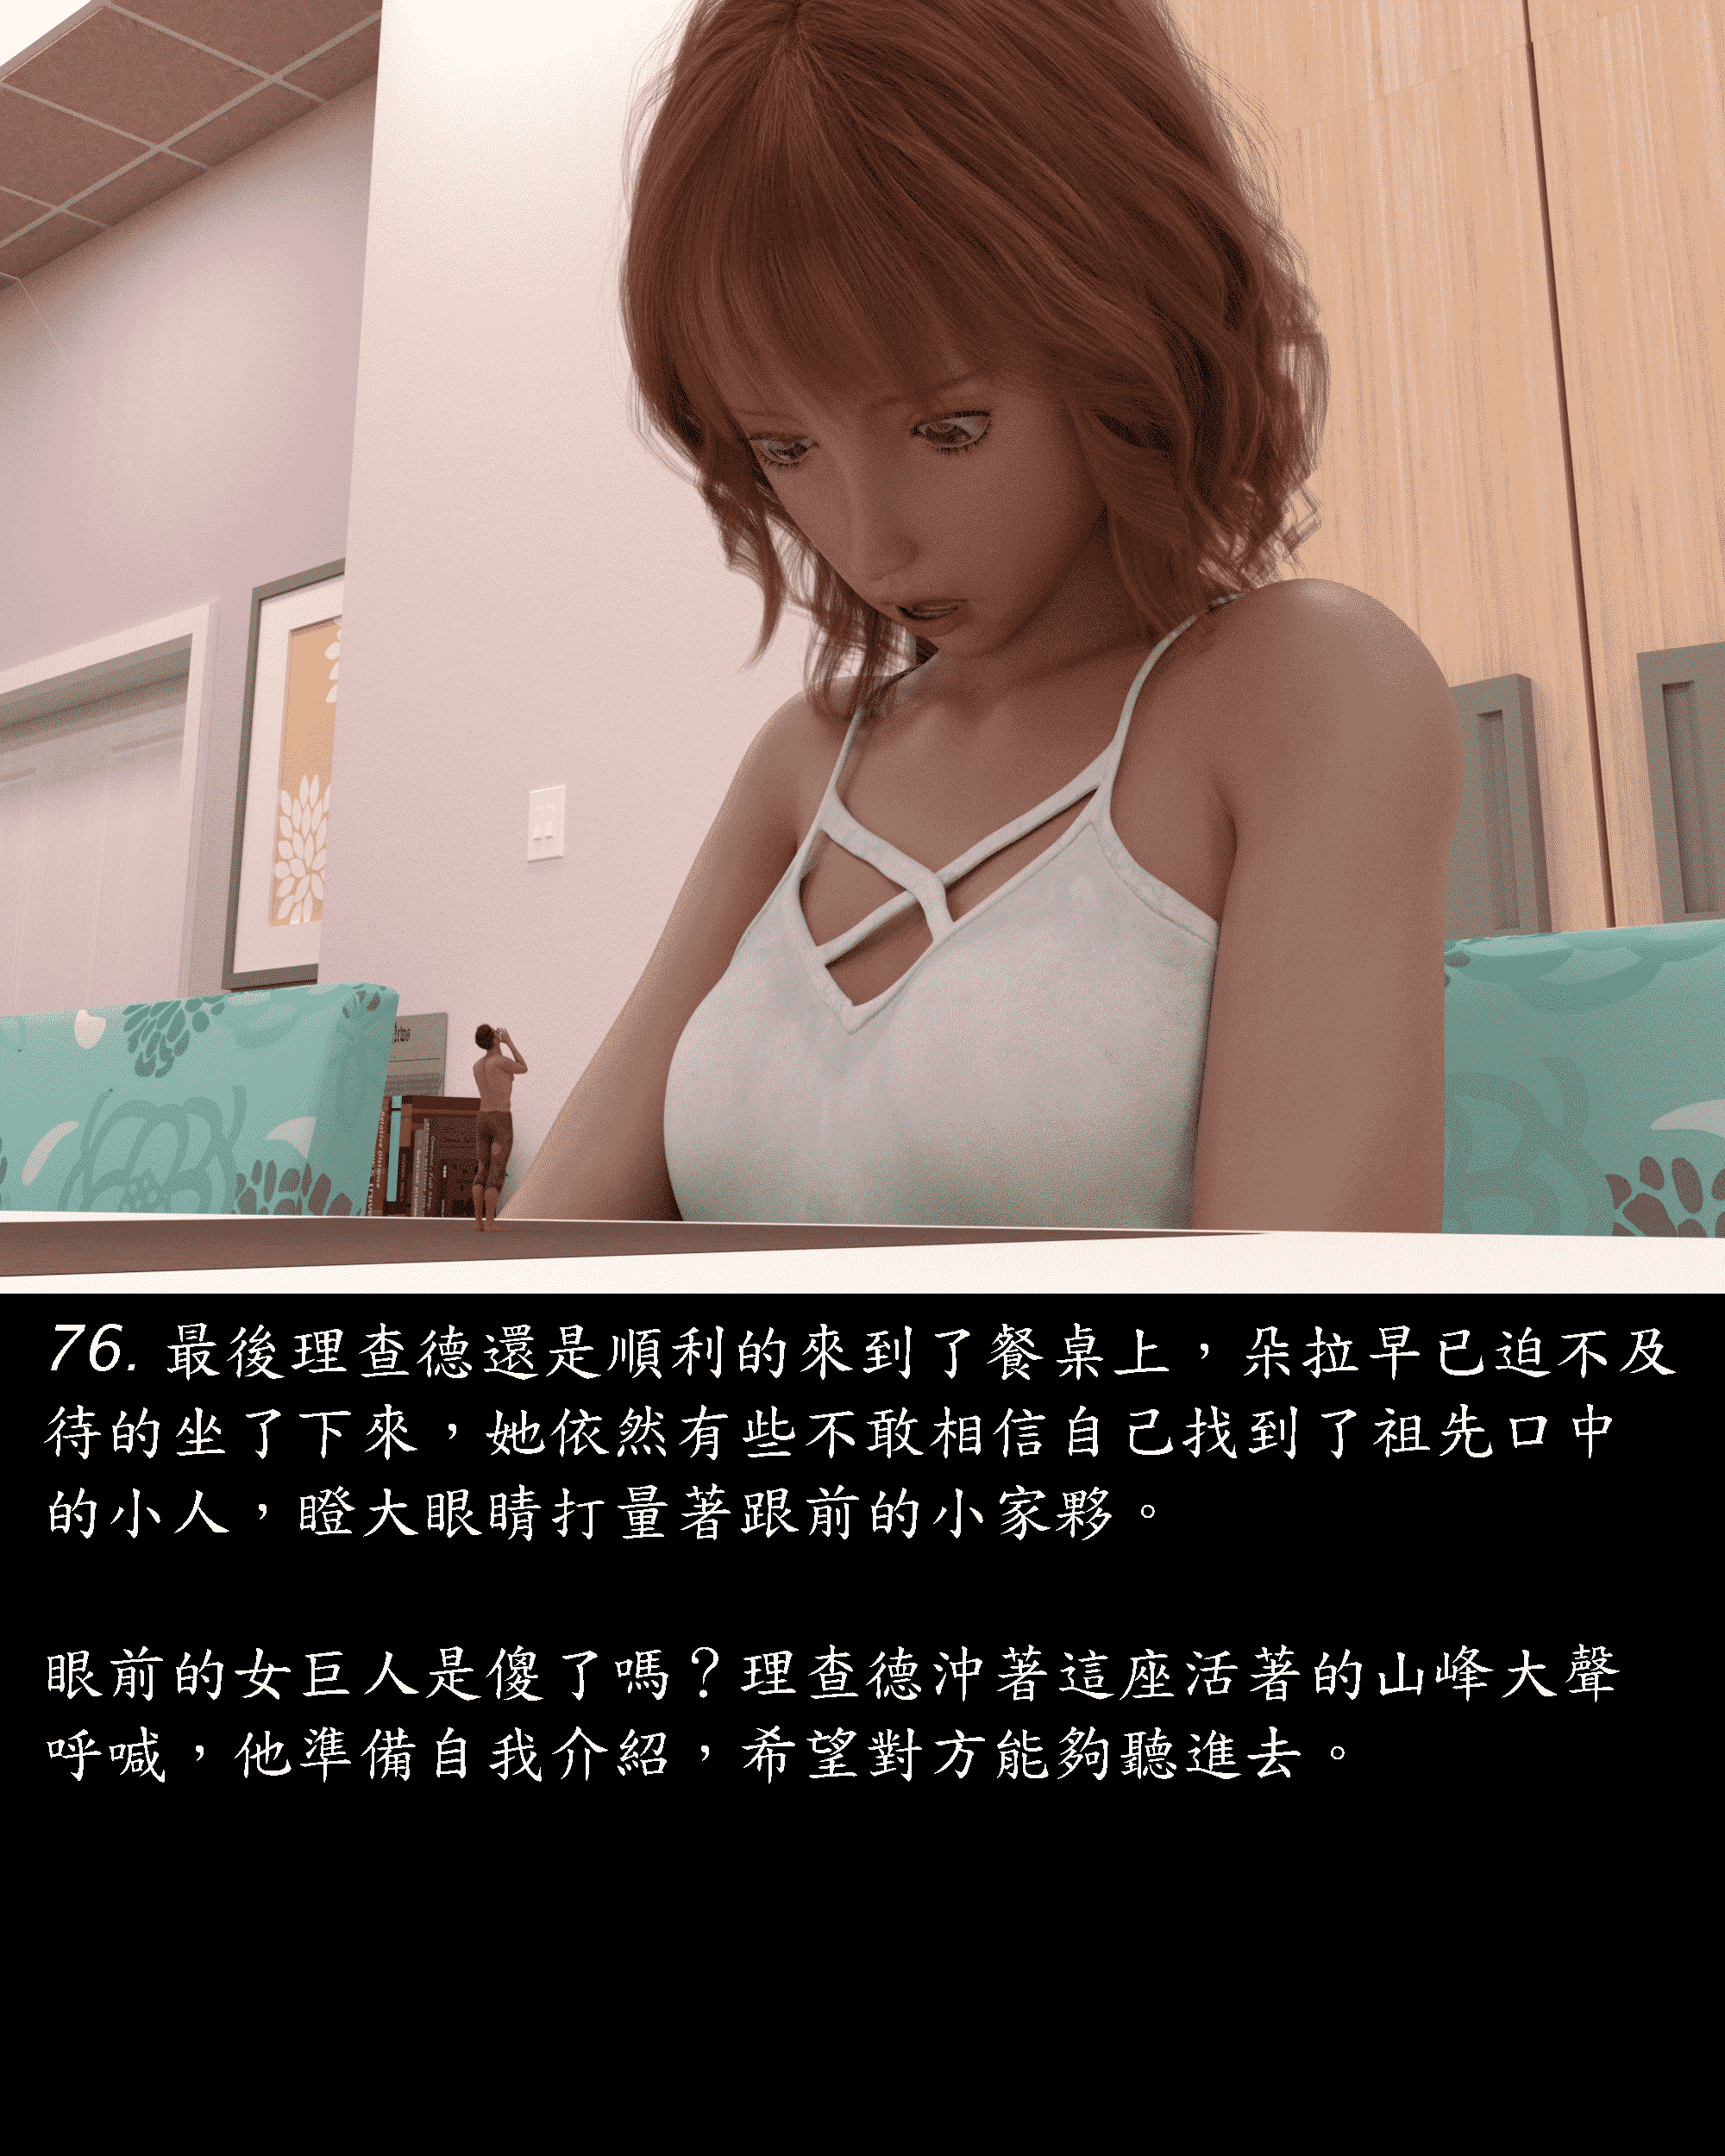 76. 最後理查德還是順利的來到了餐桌上，朵拉早已迫不及
待的坐了下來，她依然有些不敢相信自己找到了祖先口中
的小人，瞪大眼睛打量著跟前的小家夥。
眼前的女巨人是傻了嗎？理查德沖著這座活著的山峰大聲
呼喊，他準備自我介紹，希望對方能夠聽進去。